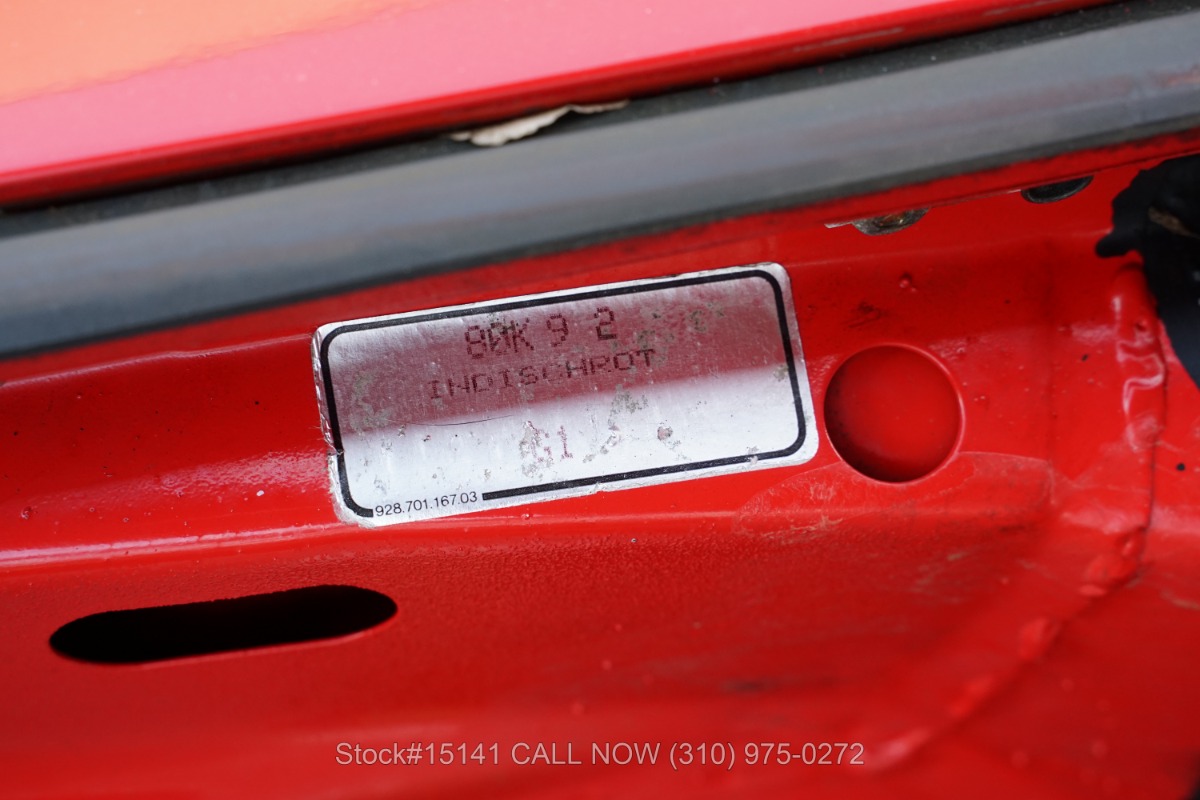 80K 9 2
INDISCHROT
G1
928.701.167.03
Stock#15141 CALL NOW (310) 975-0272